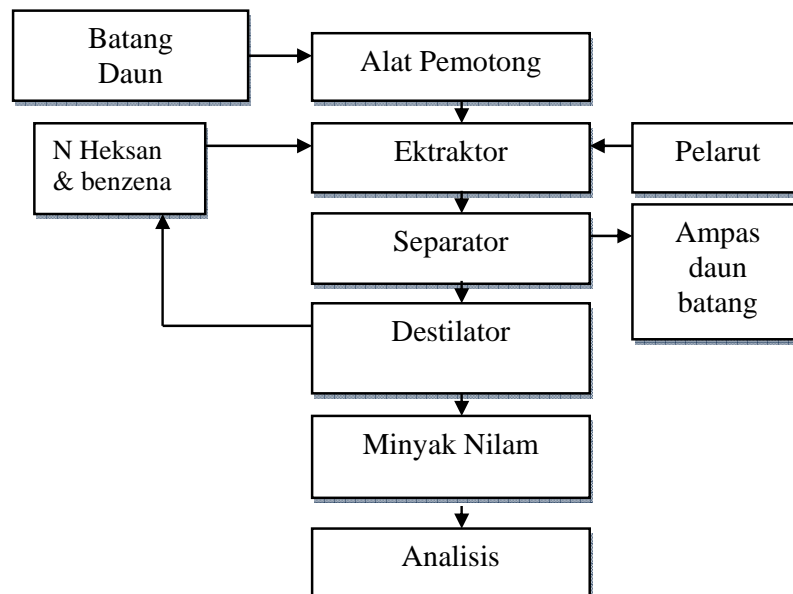 Batang
Daun
Alat Pemotong
N Heksan
& benzena
Ektraktor
Pelarut
Separator
Ampas
daun
batang
Destilator
Minyak Nilam
Analisis